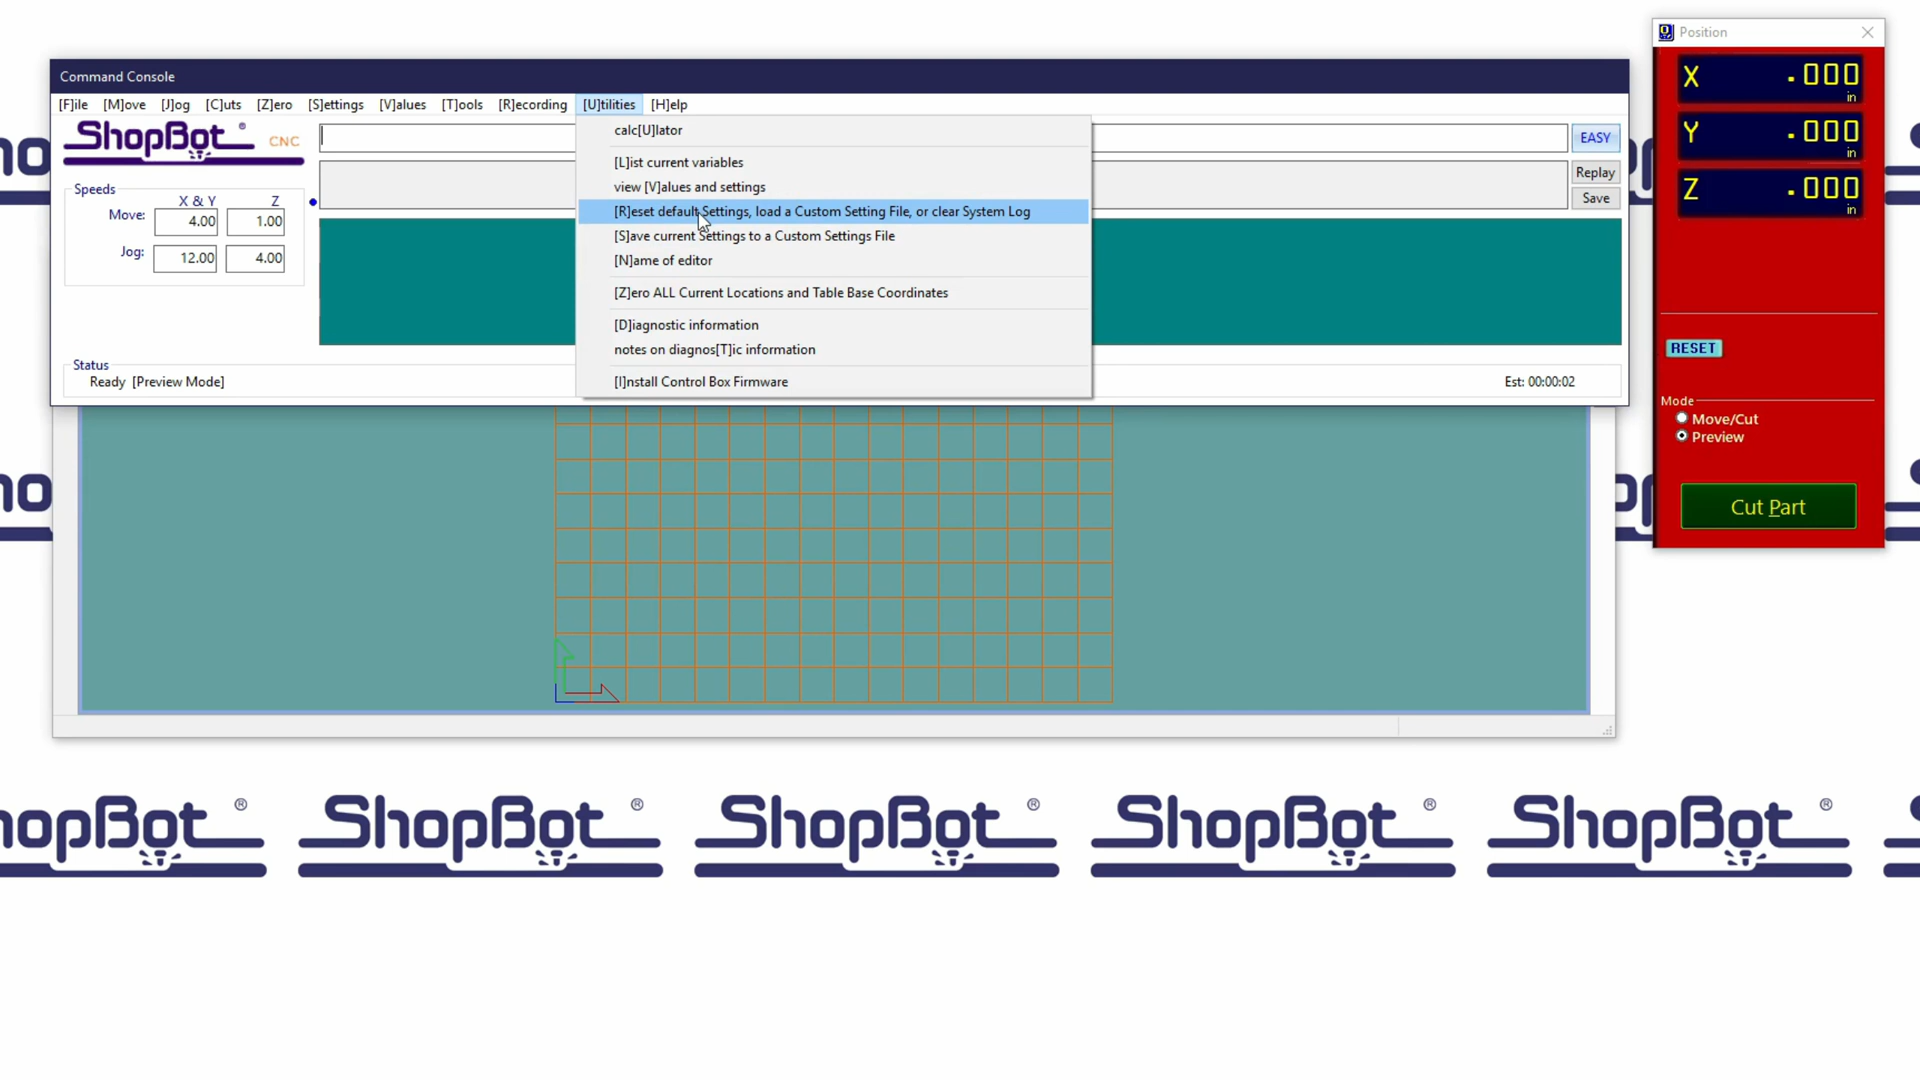 Position
X .000
in
Y .000
in
Z .000
in
RESET
Mode
Move/Cut
Preview
Cut Part
Command Console
[F]ile [M]ove [J]og [C]uts [Z]ero [S]ettings [V]alues [T]ools [R]ecording [U]tilities [H]elp
ShopBot ® CNC
EASY
Replay
Save
Speeds
X & Y Z
Move: 4.00 1.00
Jog: 12.00 4.00
Status
Ready [Preview Mode]
Est: 00:00:02
calc[U]lator
[L]ist current variables
view [V]alues and settings
[R]eset default Settings, load a Custom Setting File, or clear System Log
[S]ave current Settings to a Custom Settings File
[N]ame of editor
[Z]ero ALL Current Locations and Table Base Coordinates
[D]iagnostic information
notes on diagnos[T]ic information
[I]nstall Control Box Firmware
hopBot ® ShopBot ® ShopBot ® ShopBot ® ShopBot ®